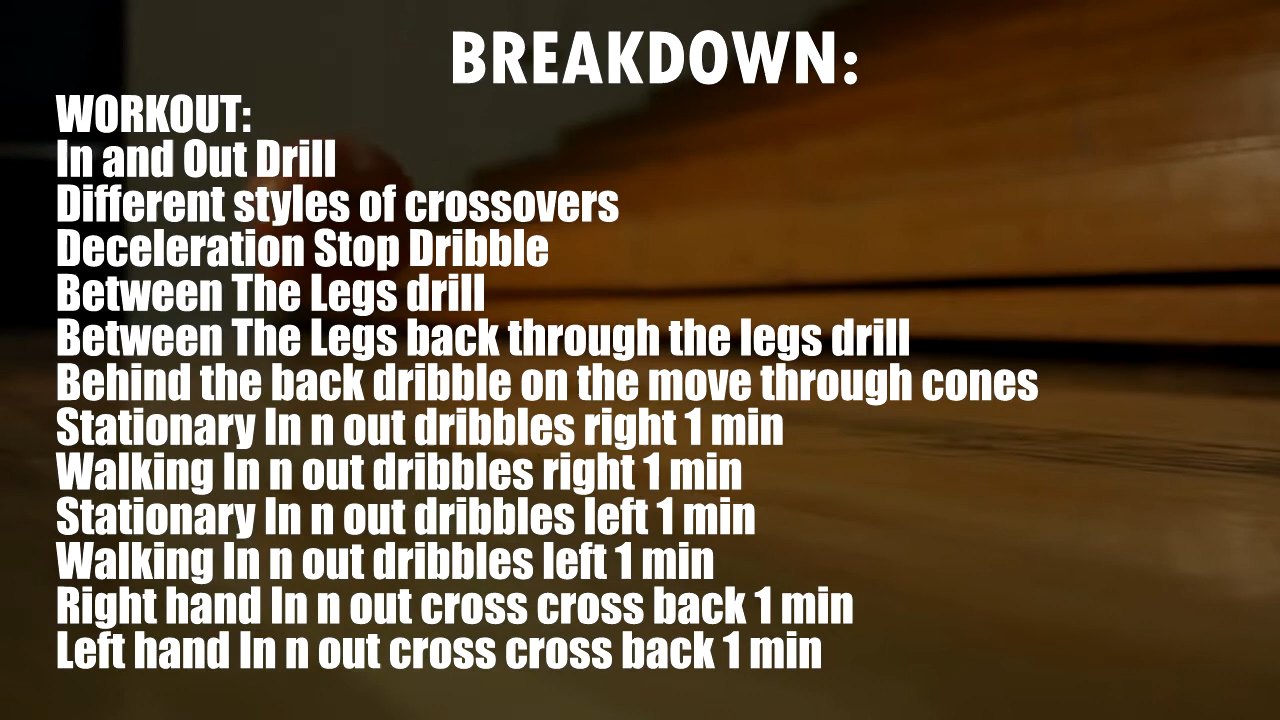 BREAKDOWN:
WORKOUT:
In and Out Drill
Different styles of crossovers
Deceleration Stop Dribble
Between The Legs drill
Between The Legs back through the legs drill
Behind the back dribble on the move through cones
Stationary In n out dribbles right 1 min
Walking In n out dribbles right 1 min
Stationary In n out dribbles left 1 min
Walking In n out dribbles left 1 min
Right hand In n out cross cross back 1 min
Left hand In n out cross cross back 1 min